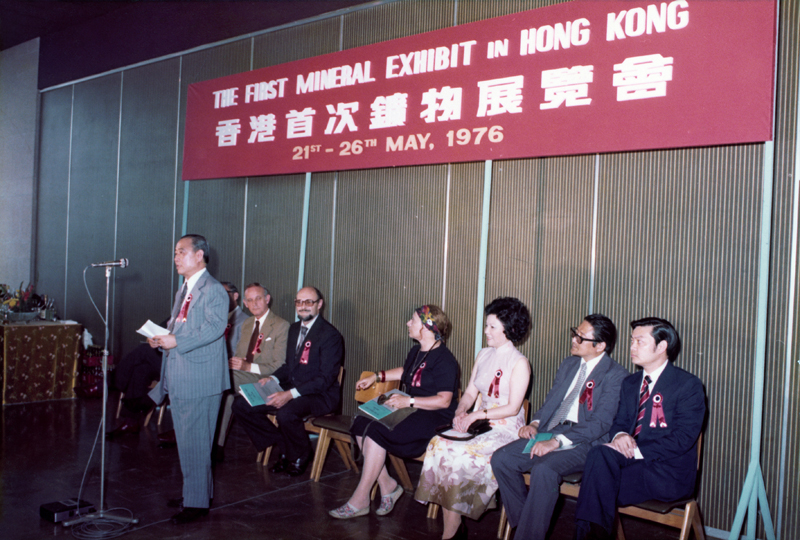 THE FIRST MINERAL EXHIBIT IN HONG KONG
香港首次鑛物展覽會
21ST - 26TH MAY, 1976